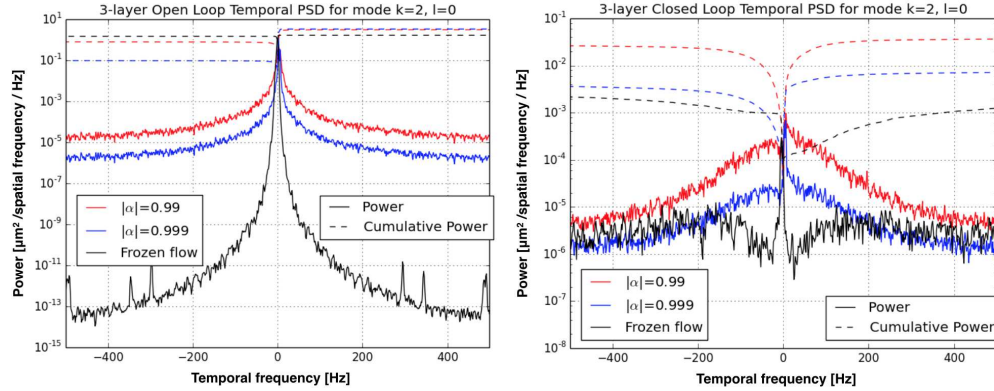 3-layer Open Loop Temporal PSD for mode k=2, l=0
Power [µm² /spatial frequency / Hz]
10¹
10⁻¹
10⁻³
10⁻⁵
10⁻⁷
10⁻⁹
10⁻¹¹
10⁻¹³
10⁻¹⁵
|α|=0.99
|α|=0.999
Frozen flow
Power
Cumulative Power
−400 −200 0 200 400
Temporal frequency [Hz]
3-layer Closed Loop Temporal PSD for mode k=2, l=0
Power [µm² /spatial frequency / Hz]
10⁻¹
10⁻²
10⁻³
10⁻⁴
10⁻⁵
10⁻⁶
10⁻⁷
10⁻⁸
|α|=0.99
|α|=0.999
Frozen flow
Power
Cumulative Power
−400 −200 0 200 400
Temporal frequency [Hz]